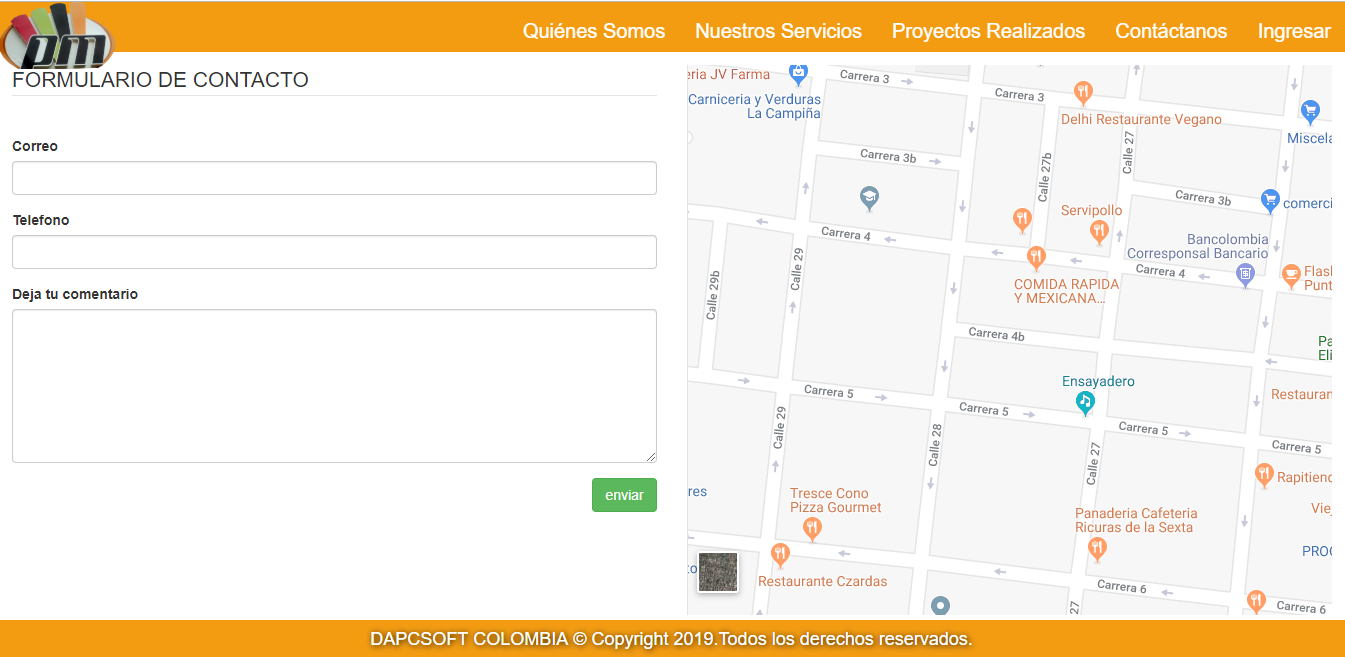 pm
Quiénes Somos
Nuestros Servicios
Proyectos Realizados
Contáctanos
Ingresar
FORMULARIO DE CONTACTO
Correo
Telefono
Deja tu comentario
enviar
ria JV Farma
Carrera 3
Carniceria y Verduras
La Campiña
Carrera 3
Delhi Restaurante Vegano
Miscela
Calle 27
Carrera 3b
Calle 27b
Carrera 3b
comerci
Servipollo
Carrera 4
Bancolombia
Corresponsal Bancario
Calle 29
Carrera 4
Flash
Punt
Calle 29b
COMIDA RAPIDA
Y MEXICANA...
Carrera 4b
Pa
Eli
Ensayadero
Carrera 5
Restauran
Carrera 5
Carrera 5
Calle 29
Calle 28
Carrera 5
Calle 27
Rapitienc
res
Tresce Cono
Pizza Gourmet
Panaderia Cafeteria
Ricuras de la Sexta
Viej
PROC
to
Restaurante Czardas
Carrera 6
27
Carrera 6
DAPCSOFT COLOMBIA © Copyright 2019.Todos los derechos reservados.